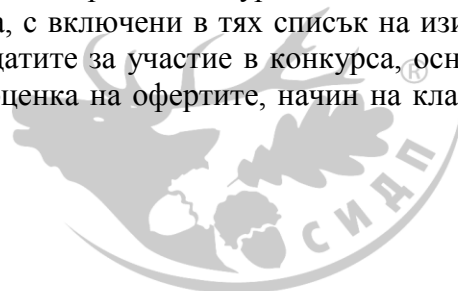 а, с включени в тях списък на изи
датите за участие в конкурса, осн
оценка на офертите, начин на кла
®
СИДП